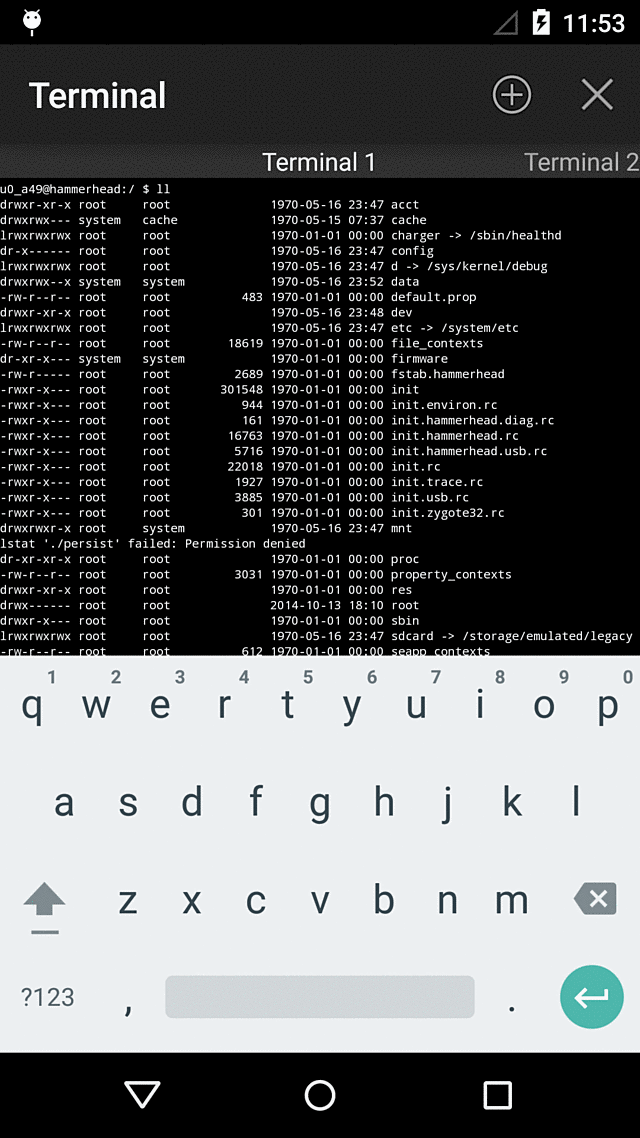 11:53
Terminal
Terminal 1 Terminal 2
u0_a49@hammerhead:/ $ ll
drwxr-xr-x root     root              1970-05-16 23:47 acct
drwxrwx--- system   cache             1970-05-15 07:37 cache
lrwxrwxrwx root     root              1970-01-01 00:00 charger -> /sbin/healthd
dr-x------ root     root              1970-05-16 23:47 config
lrwxrwxrwx root     root              1970-05-16 23:47 d -> /sys/kernel/debug
drwxrwx--x system   system            1970-05-16 23:52 data
-rw-r--r-- root     root          483 1970-01-01 00:00 default.prop
drwxr-xr-x root     root              1970-05-16 23:48 dev
lrwxrwxrwx root     root              1970-05-16 23:47 etc -> /system/etc
-rw-r--r-- root     root        18619 1970-01-01 00:00 file_contexts
dr-xr-x--- system   system            1970-01-01 00:00 firmware
-rw-r----- root     root         2689 1970-01-01 00:00 fstab.hammerhead
-rwxr-x--- root     root       301548 1970-01-01 00:00 init
-rwxr-x--- root     root          944 1970-01-01 00:00 init.environ.rc
-rwxr-x--- root     root          161 1970-01-01 00:00 init.hammerhead.diag.rc
-rwxr-x--- root     root        16763 1970-01-01 00:00 init.hammerhead.rc
-rwxr-x--- root     root         5716 1970-01-01 00:00 init.hammerhead.usb.rc
-rwxr-x--- root     root        22018 1970-01-01 00:00 init.rc
-rwxr-x--- root     root         1927 1970-01-01 00:00 init.trace.rc
-rwxr-x--- root     root         3885 1970-01-01 00:00 init.usb.rc
-rwxr-x--- root     root          301 1970-01-01 00:00 init.zygote32.rc
drwxrwxr-x root     system            1970-05-16 23:47 mnt
lstat './persist' failed: Permission denied
dr-xr-xr-x root     root              1970-01-01 00:00 proc
-rw-r--r-- root     root         3031 1970-01-01 00:00 property_contexts
drwxr-xr-x root     root              1970-01-01 00:00 res
drwx------ root     root              2014-10-13 18:10 root
drwxr-x--- root     root              1970-01-01 00:00 sbin
lrwxrwxrwx root     root              1970-05-16 23:47 sdcard -> /storage/emulated/legacy
-rw-r--r-- root     root          612 1970-01-01 00:00 seapp_contexts
1 2 3 4 5 6 7 8 9 0
q w e r t y u i o p
a s d f g h j k l
z x c v b n m
?123 , .